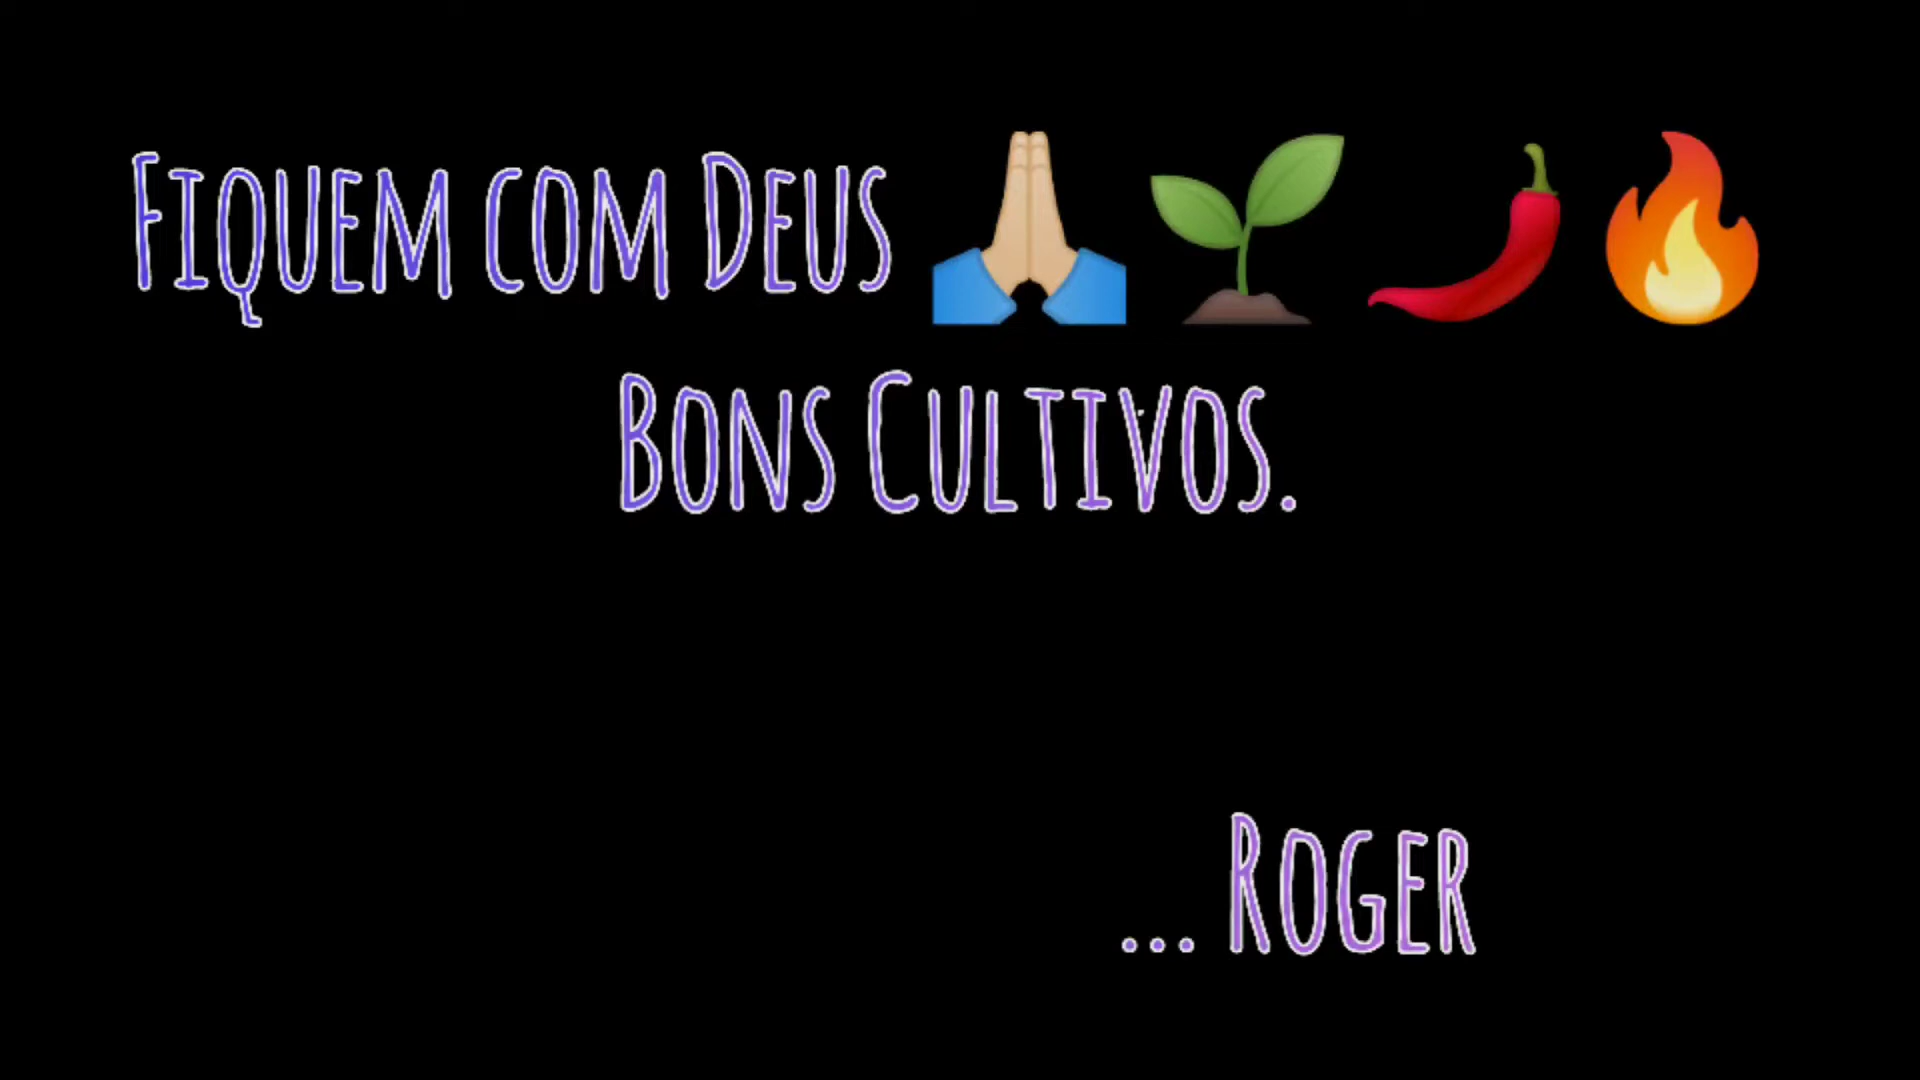 Fiquem com Deus 🙏🏼🌱🌶️🔥
Bons Cultivos.
... Roger